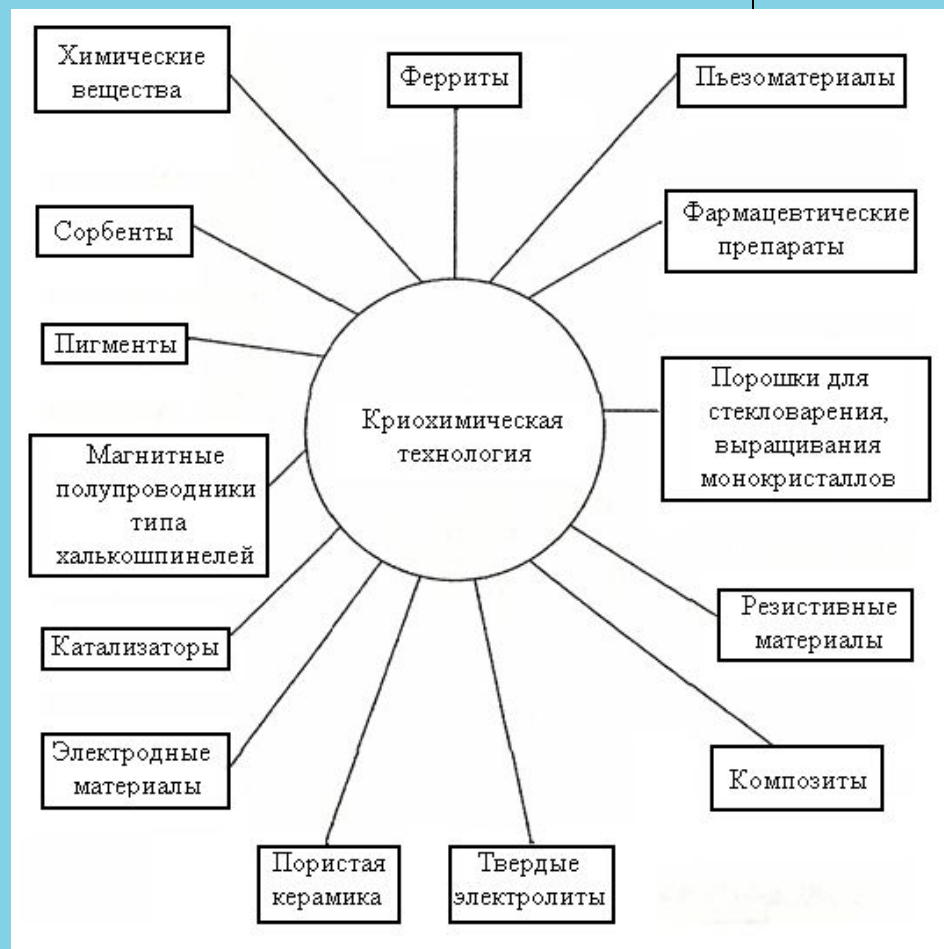 Химические
вещества
Ферриты
Пьезоматериалы
Сорбенты
Фармацевтические
препараты
Пигменты
Криохимическая
технология
Порошки для
стекловарения,
выращивания
монокристаллов
Магнитные
полупроводники
типа
халькошпинелей
Катализаторы
Резистивные
материалы
Электродные
материалы
Композиты
Пористая
керамика
Твердые
электролиты